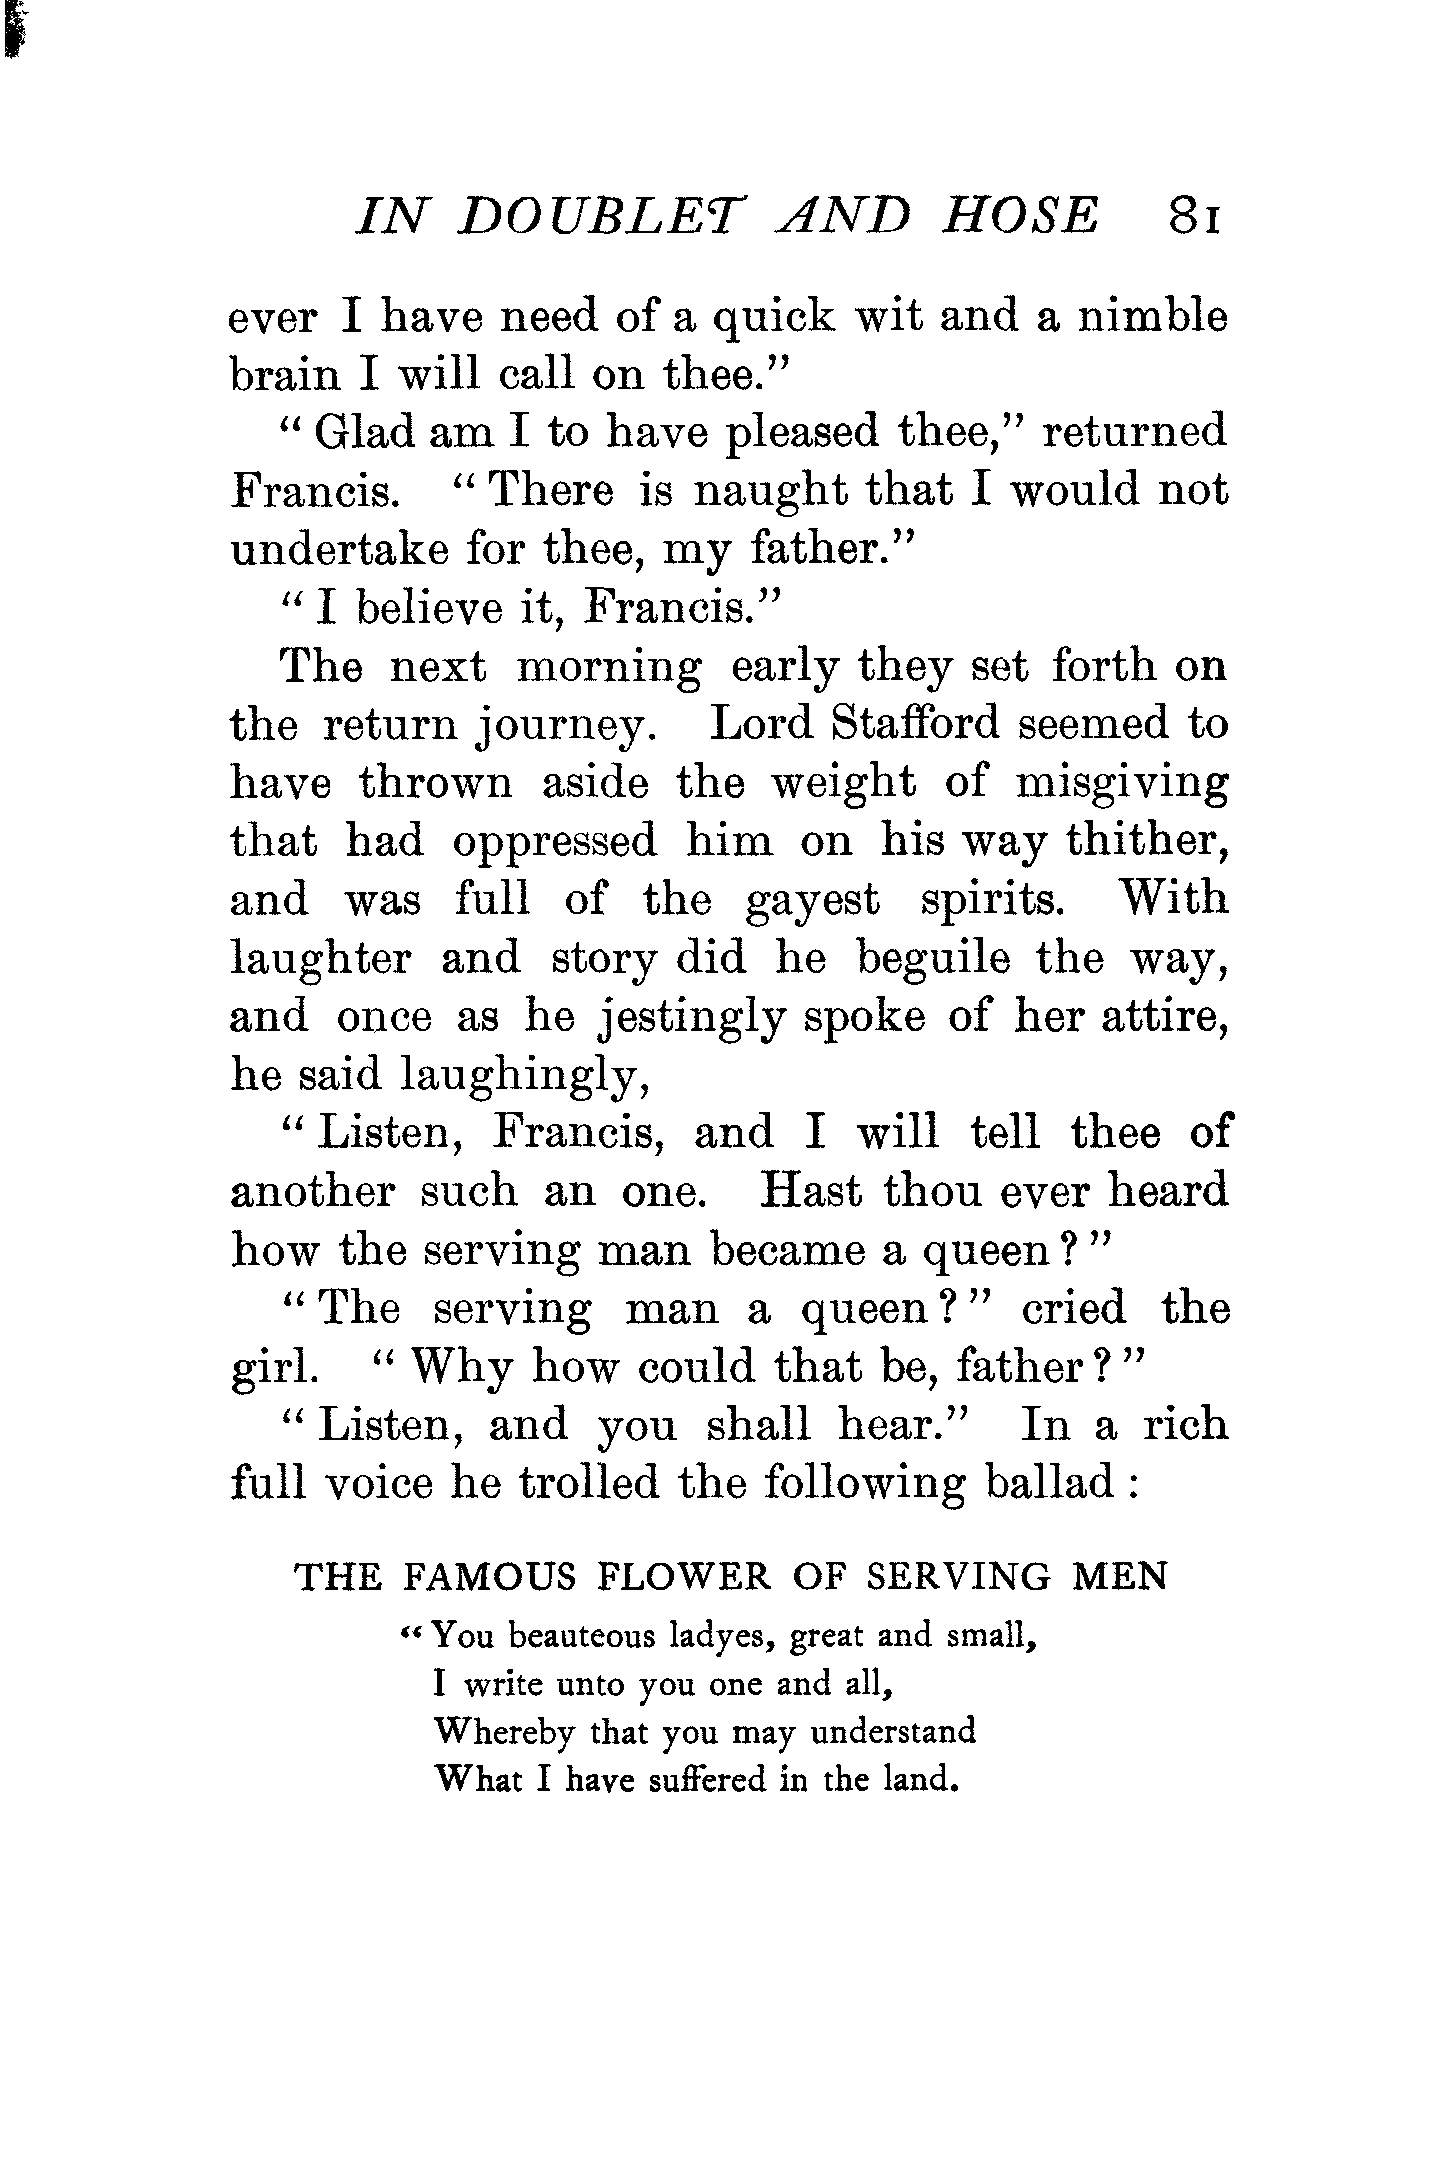 IN DOUBLET AND HOSE 81
ever I have need of a quick wit and a nimble
brain I will call on thee.”
“ Glad am I to have pleased thee,” returned
Francis. “ There is naught that I would not
undertake for thee, my father.”
“ I believe it, Francis.”
The next morning early they set forth on
the return journey. Lord Stafford seemed to
have thrown aside the weight of misgiving
that had oppressed him on his way thither,
and was full of the gayest spirits. With
laughter and story did he beguile the way,
and once as he jestingly spoke of her attire,
he said laughingly,
“ Listen, Francis, and I will tell thee of
another such an one. Hast thou ever heard
how the serving man became a queen ? ”
“ The serving man a queen ? ” cried the
girl. “ Why how could that be, father ? ”
“ Listen, and you shall hear.” In a rich
full voice he trolled the following ballad :
THE FAMOUS FLOWER OF SERVING MEN
“ You beauteous ladyes, great and small,
I write unto you one and all,
Whereby that you may understand
What I have suffered in the land.